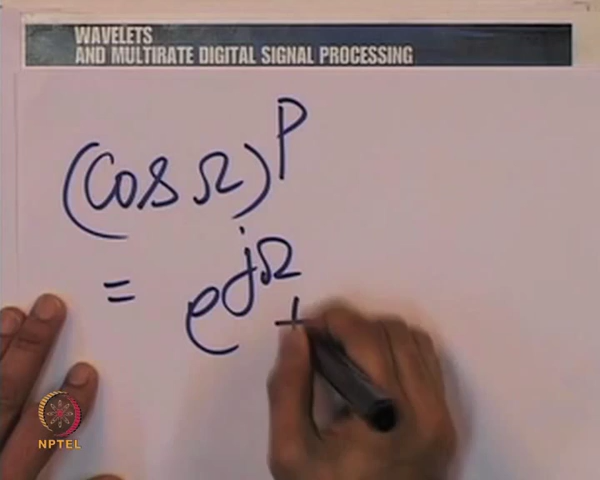 WAVELETS
AND MULTIRATE DIGITAL SIGNAL PROCESSING
(Cos Ω)^P
= e^jΩ +
NPTEL